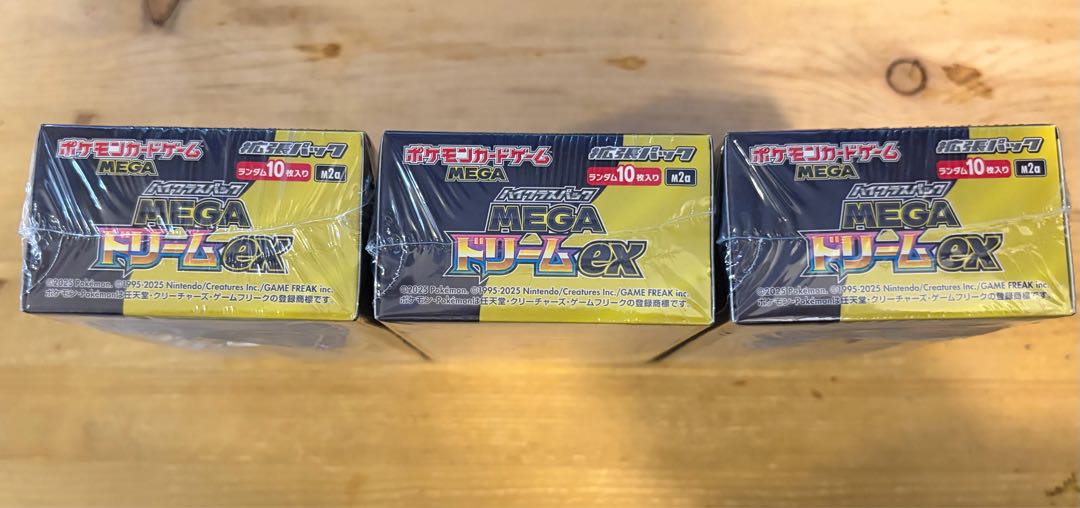 ポケモンカードゲーム
MEGA
拡張パック
ランダム10枚入り
M2a
ハイクラスパック
MEGA
ドリームex
©2025 Pokémon. ©1995-2025 Nintendo/Creatures Inc./GAME FREAK inc.
ポケモン・Pokémonは任天堂・クリーチャーズ・ゲームフリークの登録商標です
ポケモンカードゲーム
MEGA
拡張パック
ランダム10枚入り
M2a
ハイクラスパック
MEGA
ドリームex
©2025 Pokémon. ©1995-2025 Nintendo/Creatures Inc./GAME FREAK inc.
ポケモン・Pokémonは任天堂・クリーチャーズ・ゲームフリークの登録商標です
ポケモンカードゲーム
MEGA
拡張パック
ランダム10枚入り
M2a
ハイクラスパック
MEGA
ドリームex
©2025 Pokémon. ©1995-2025 Nintendo/Creatures Inc./GAME FREAK inc.
ポケモン・Pokémonは任天堂・クリーチャーズ・ゲームフリークの登録商標です